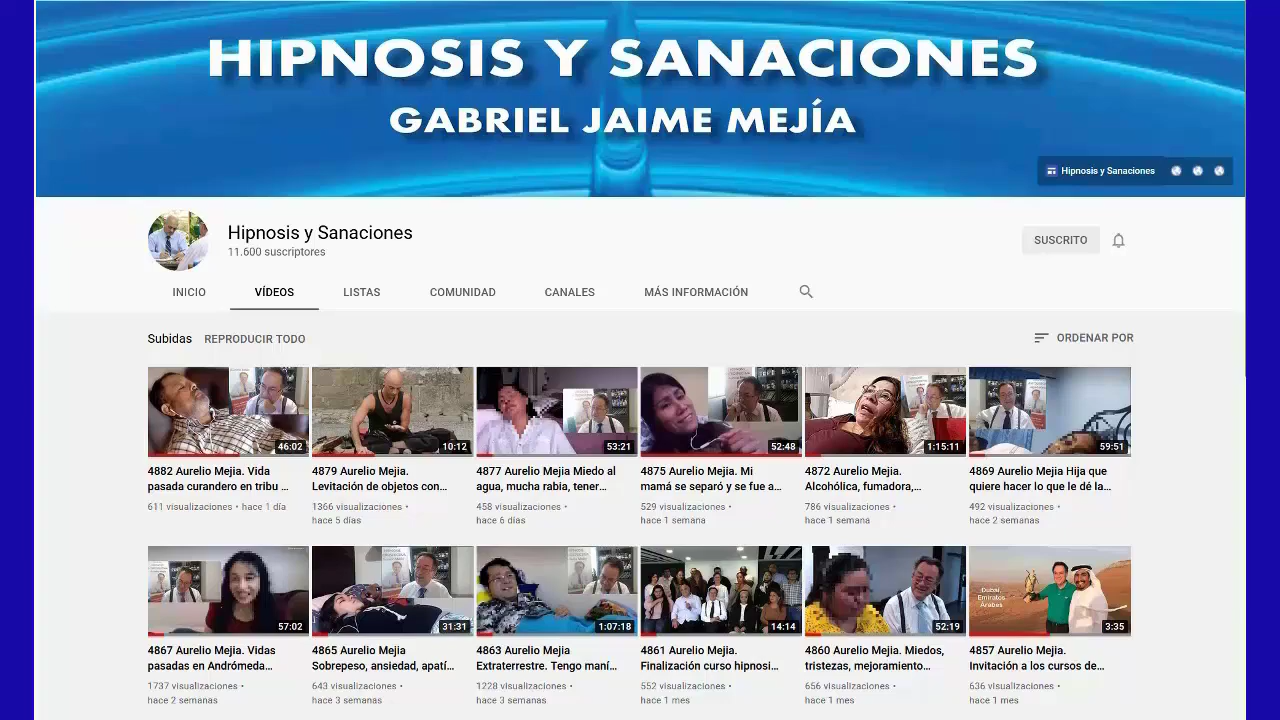 HIPNOSIS Y SANACIONES
GABRIEL JAIME MEJÍA
Hipnosis y Sanaciones
Hipnosis y Sanaciones
11.600 suscriptores
SUSCRITO
INICIO
VÍDEOS
LISTAS
COMUNIDAD
CANALES
MÁS INFORMACIÓN
Subidas
REPRODUCIR TODO
ORDENAR POR
46:02
4882 Aurelio Mejia. Vida
pasada curandero en tribu ...
611 visualizaciones • hace 1 día
10:12
4879 Aurelio Mejia.
Levitación de objetos con...
1366 visualizaciones •
hace 5 días
53:21
4877 Aurelio Mejia Miedo al
agua, mucha rabia, tener...
458 visualizaciones •
hace 6 días
52:48
4875 Aurelio Mejia. Mi
mamá se separó y se fue a...
529 visualizaciones •
hace 1 semana
1:15:11
4872 Aurelio Mejia.
Alcohólica, fumadora,...
786 visualizaciones •
hace 1 semana
59:51
4869 Aurelio Mejia Hija que
quiere hacer lo que le dé la...
492 visualizaciones •
hace 2 semanas
57:02
4867 Aurelio Mejia. Vidas
pasadas en Andrómeda...
1737 visualizaciones •
hace 2 semanas
31:31
4865 Aurelio Mejia
Sobrepeso, ansiedad, apatí...
643 visualizaciones •
hace 3 semanas
1:07:18
4863 Aurelio Mejia
Extraterrestre. Tengo maní...
1228 visualizaciones •
hace 3 semanas
14:14
4861 Aurelio Mejia.
Finalización curso hipnosi...
552 visualizaciones •
hace 1 mes
52:19
4860 Aurelio Mejia. Miedos,
tristezas, mejoramiento...
656 visualizaciones •
hace 1 mes
Dubai,
Emiratos
Arabes
3:35
4857 Aurelio Mejia.
Invitación a los cursos de...
636 visualizaciones •
hace 1 mes